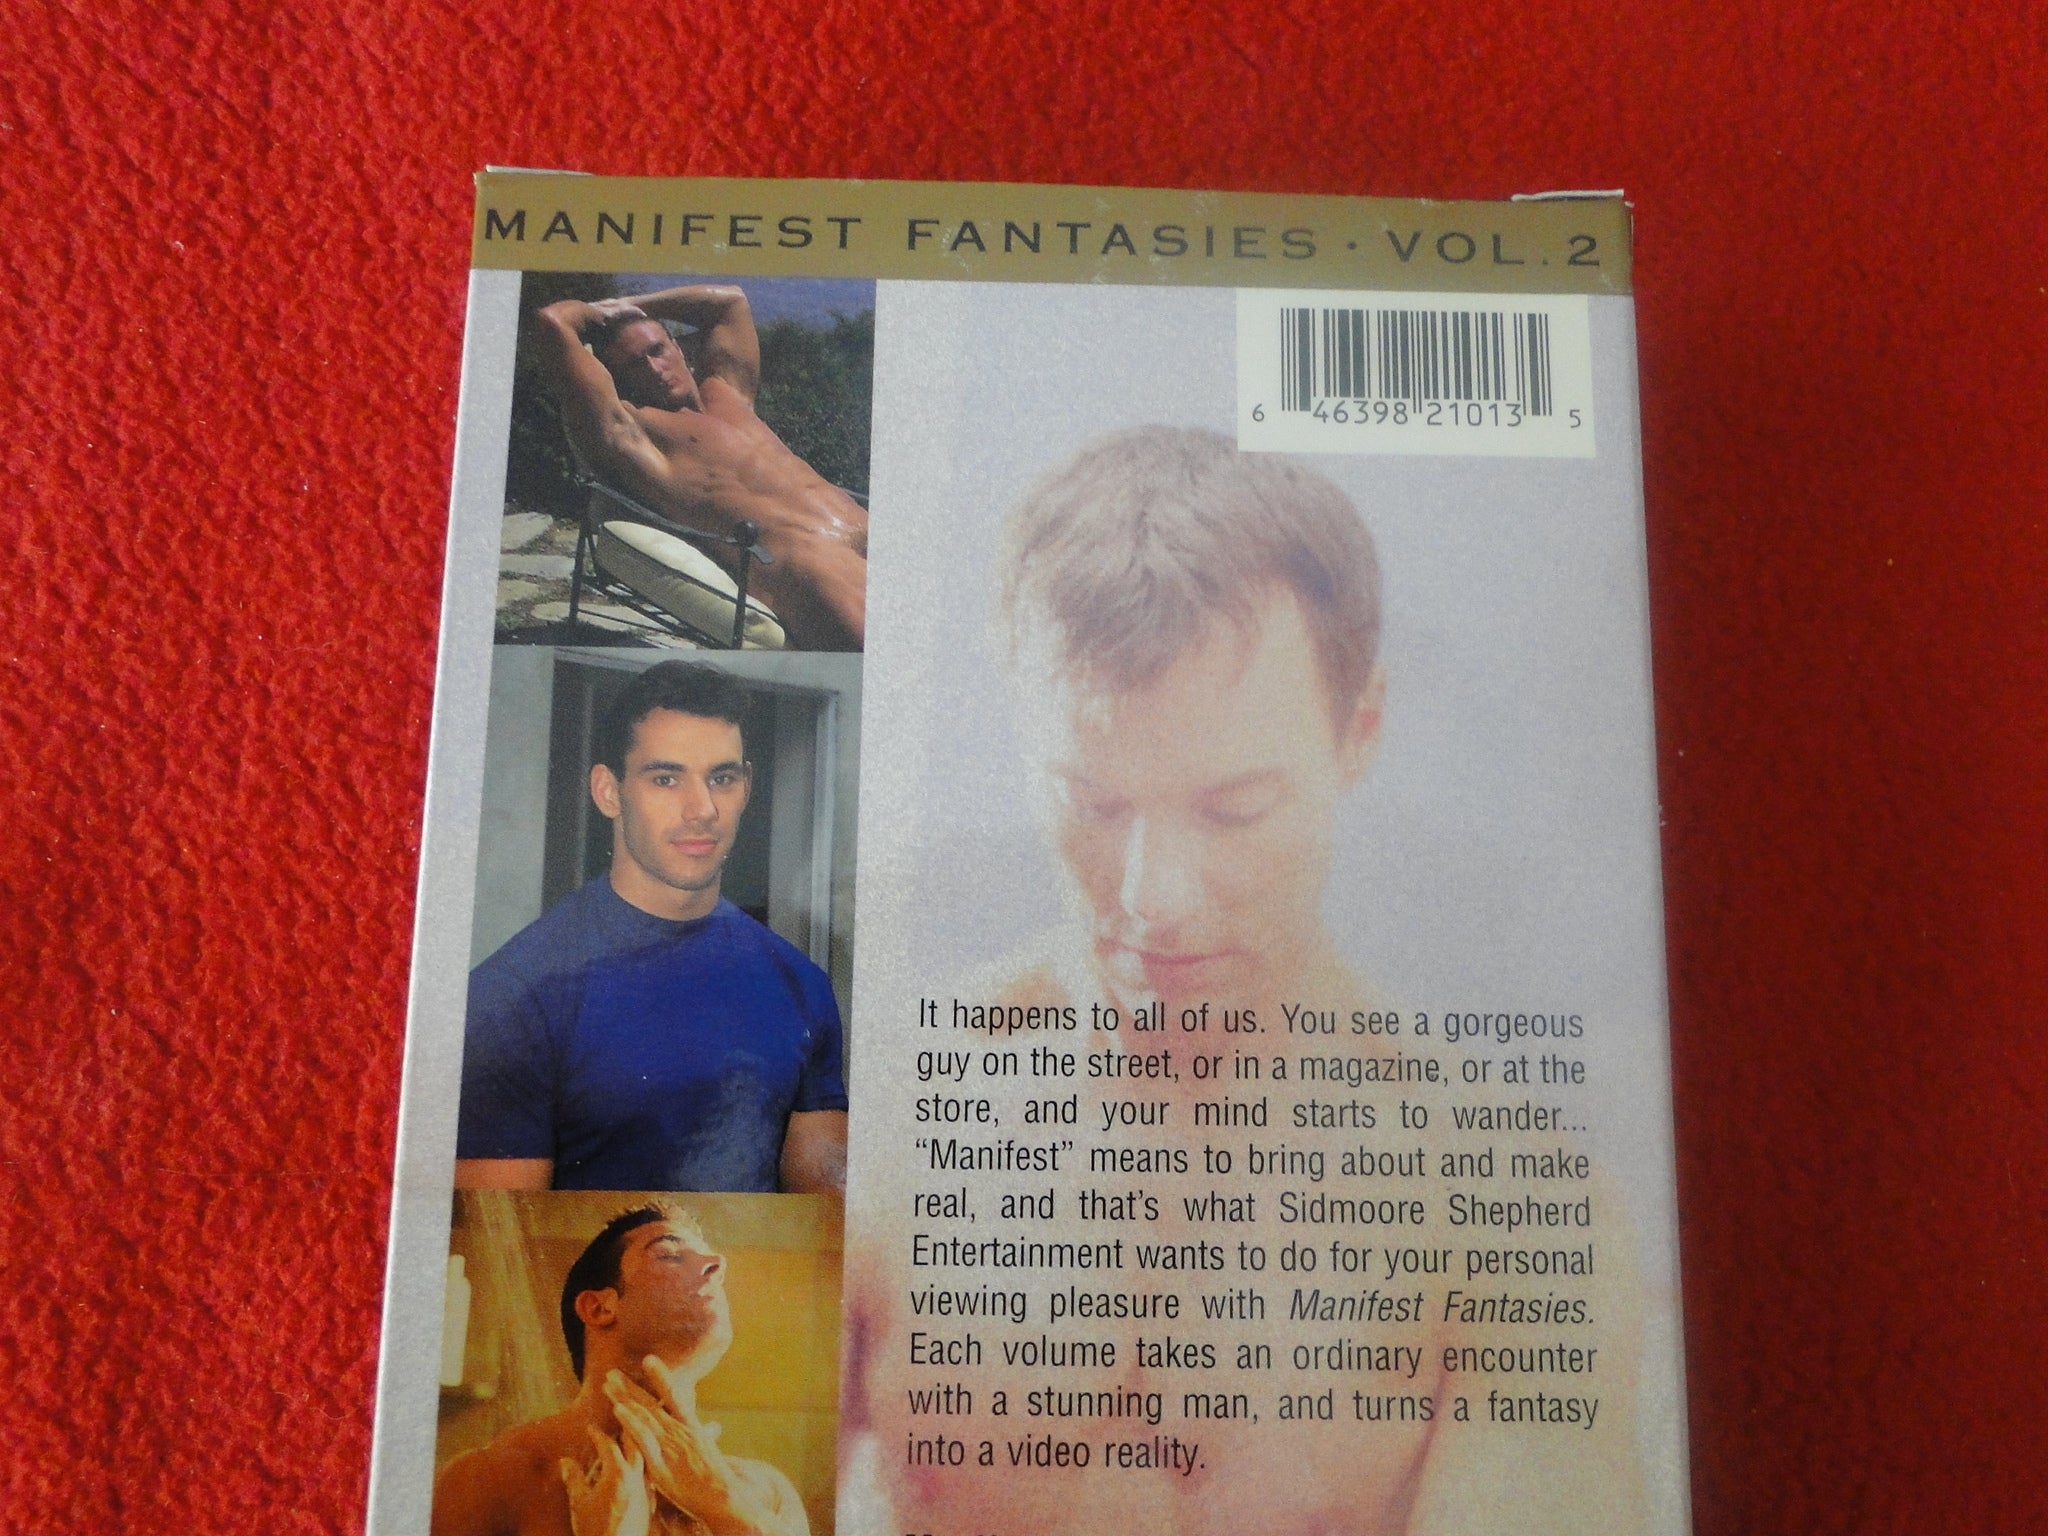 MANIFEST FANTASIES · VOL. 2
6 46398 21013 5
It happens to all of us. You see a gorgeous
guy on the street, or in a magazine, or at the
store, and your mind starts to wander...
“Manifest” means to bring about and make
real, and that's what Sidmoore Shepherd
Entertainment wants to do for your personal
viewing pleasure with Manifest Fantasies.
Each volume takes an ordinary encounter
with a stunning man, and turns a fantasy
into a video reality.